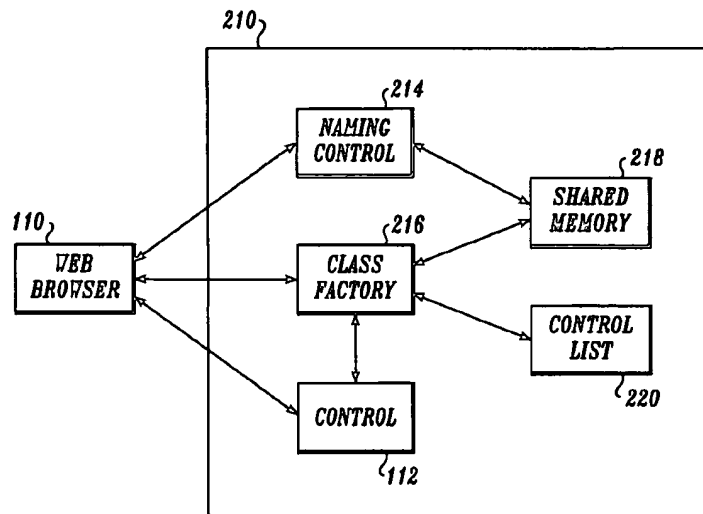 210
214
NAMING
CONTROL
218
SHARED
MEMORY
110
WEB
BROWSER
216
CLASS
FACTORY
CONTROL
LIST
220
CONTROL
112